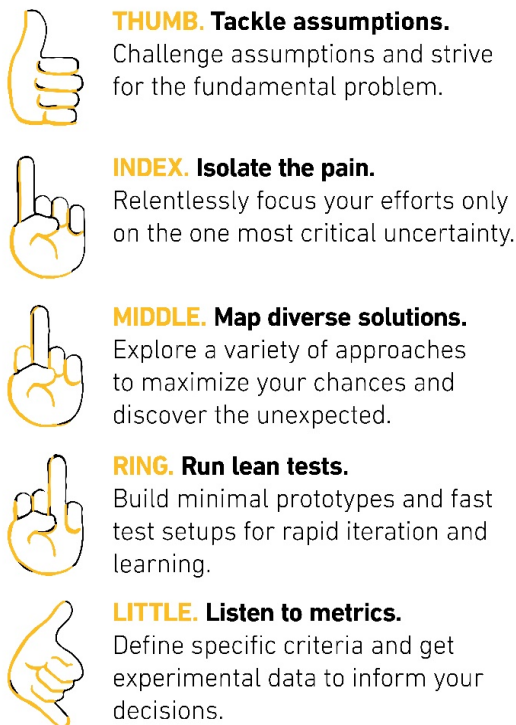 THUMB. Tackle assumptions.
Challenge assumptions and strive
for the fundamental problem.
INDEX. Isolate the pain.
Relentlessly focus your efforts only
on the one most critical uncertainty.
MIDDLE. Map diverse solutions.
Explore a variety of approaches
to maximize your chances and
discover the unexpected.
RING. Run lean tests.
Build minimal prototypes and fast
test setups for rapid iteration and
learning.
LITTLE. Listen to metrics.
Define specific criteria and get
experimental data to inform your
decisions.